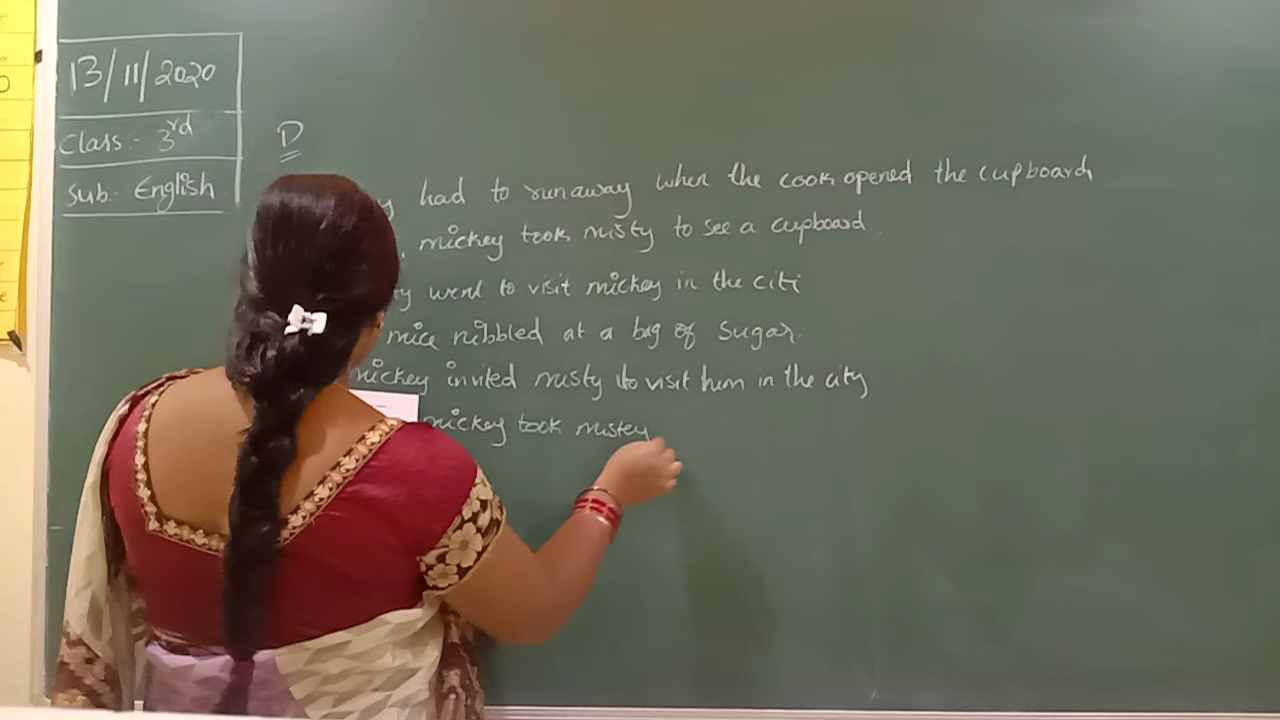 13/11/2020
Class:- 3rd
Sub- English
D
had to runaway when the cook opened the cupboard
mickey took misty to see a cupboard.
went to visit mickey in the citi
mice nibbled at a bag of sugar.
mickey invited misty to visit him in the city
mickey took mistey